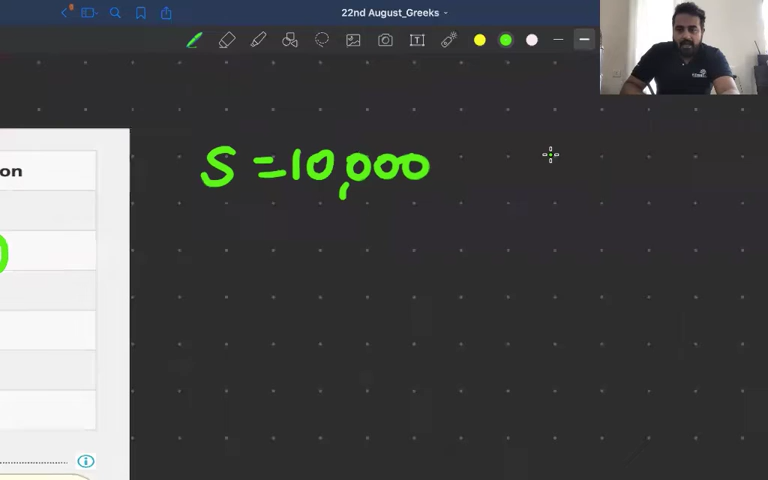 22nd August_Greeks
on
S = 10,000